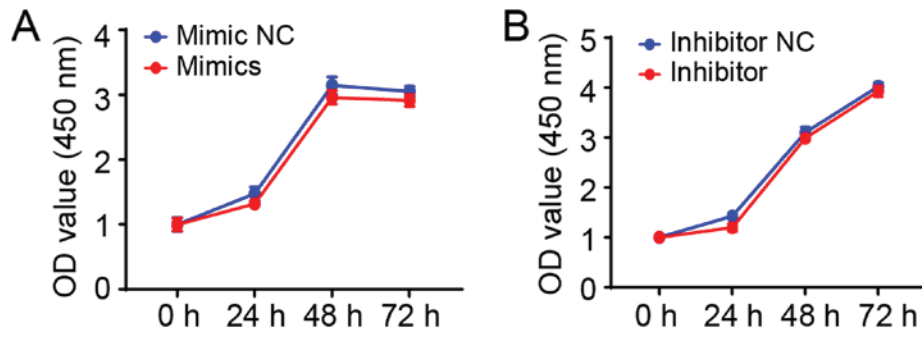 A
OD value (450 nm)
4
3
2
1
0
Mimic NC
Mimics
0 h 24 h 48 h 72 h
B
OD value (450 nm)
5
4
3
2
1
0
Inhibitor NC
Inhibitor
0 h 24 h 48 h 72 h